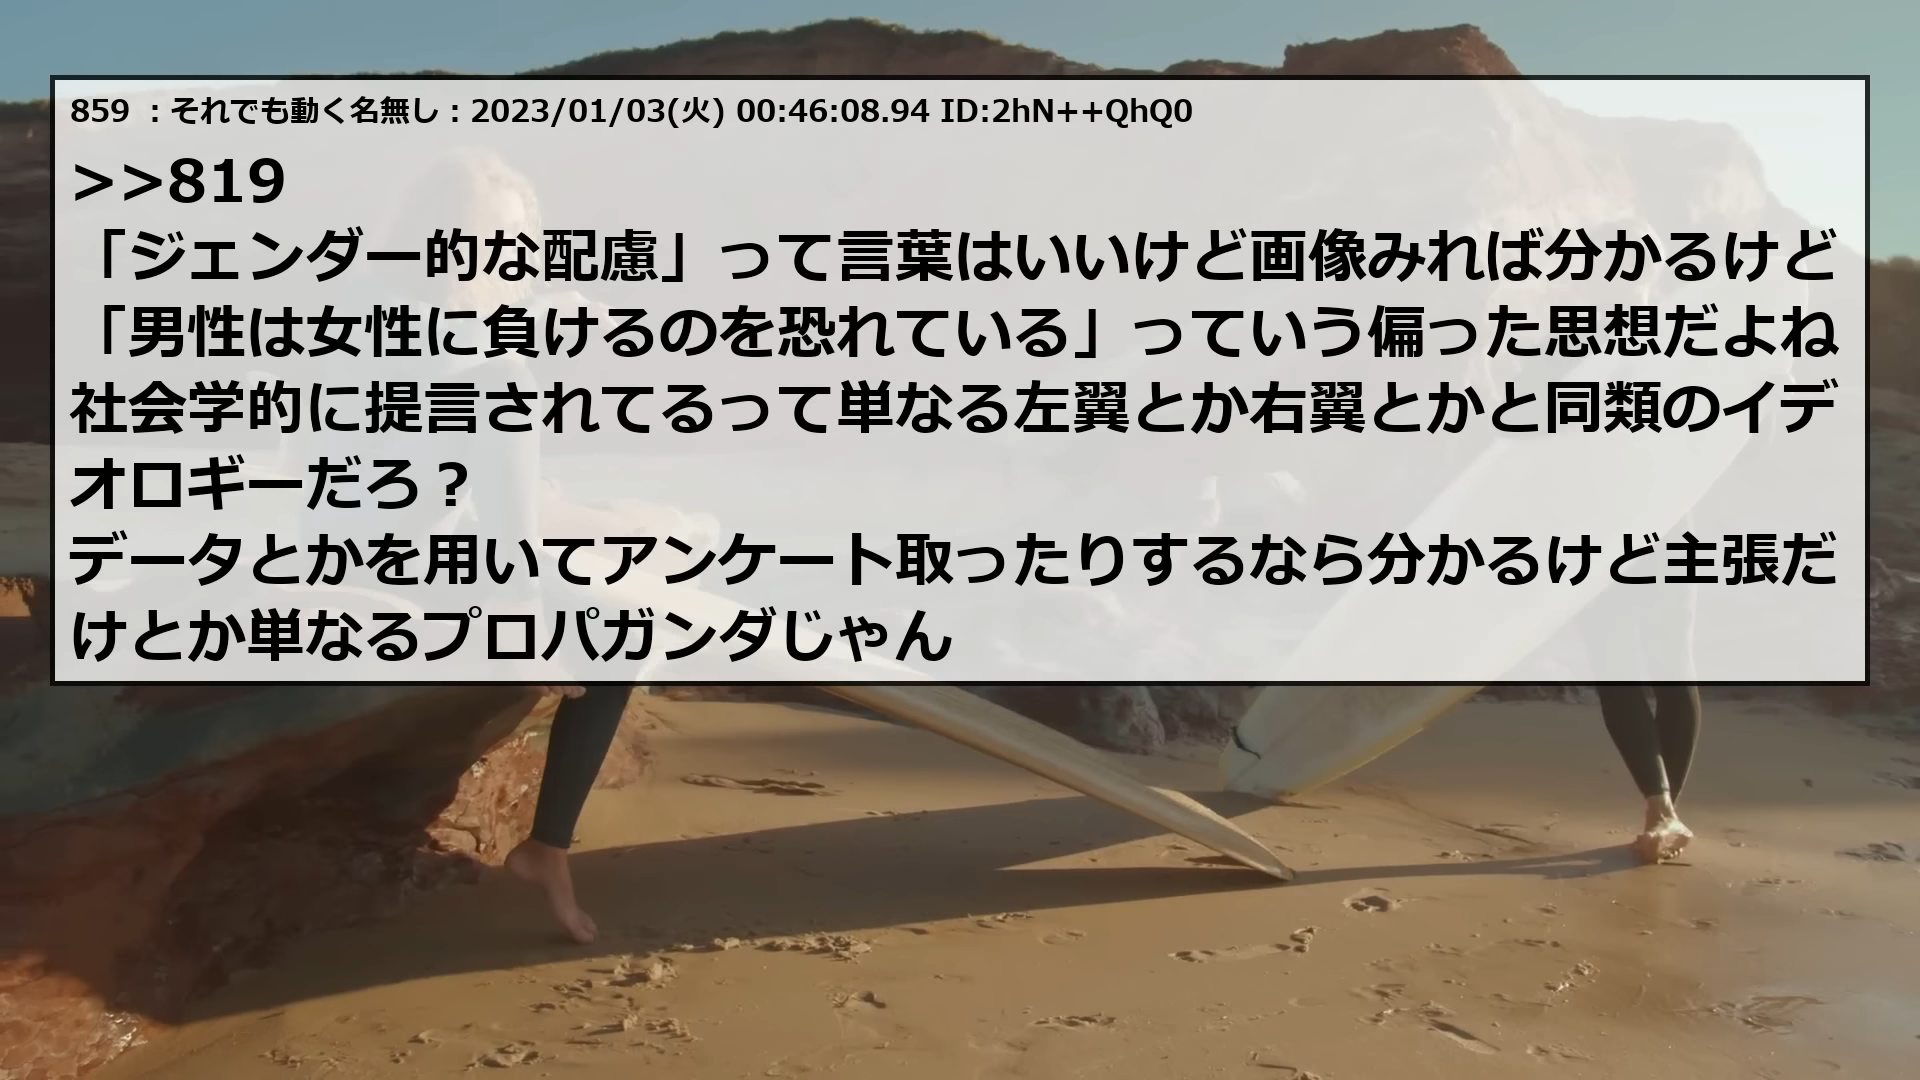 859 ：それでも動く名無し：2023/01/03(火) 00:46:08.94 ID:2hN++QhQ0
>>819
「ジェンダー的な配慮」って言葉はいいけど画像みれば分かるけど
「男性は女性に負けるのを恐れている」っていう偏った思想だよね
社会学的に提言されてるって単なる左翼とか右翼とかと同類のイデ
オロギーだろ？
データとかを用いてアンケート取ったりするなら分かるけど主張だ
けとか単なるプロパガンダじゃん